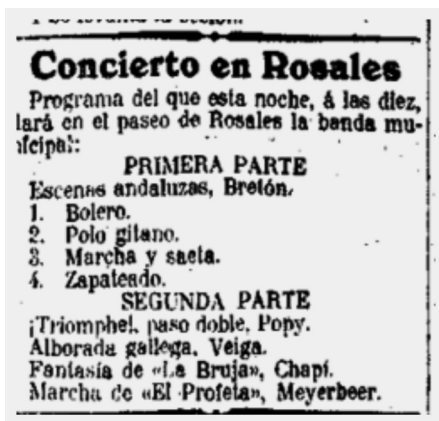 Concierto en Rosales
Programa del que esta noche, á las diez,
dará en el paseo de Rosales la banda mu-
nicipal:
PRIMERA PARTE
Escenas andaluzas, Bretón.
1. Bolero.
2. Polo gitano.
3. Marcha y saeta.
4. Zapateado.
SEGUNDA PARTE
¡Triomphe!, paso doble, Popy.
Alborada gallega, Veiga.
Fantasía de «La Bruja», Chapí.
Marcha de «El Profeta», Meyerbeer.